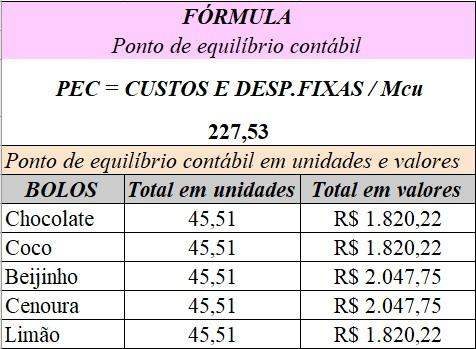 FÓRMULA
Ponto de equilíbrio contábil
PEC = CUSTOS E DESP.FIXAS / Mcu
227,53
Ponto de equilíbrio contábil em unidades e valores
BOLOS Total em unidades Total em valores
Chocolate 45,51 R$ 1.820,22
Coco 45,51 R$ 1.820,22
Beijinho 45,51 R$ 2.047,75
Cenoura 45,51 R$ 2.047,75
Limão 45,51 R$ 1.820,22